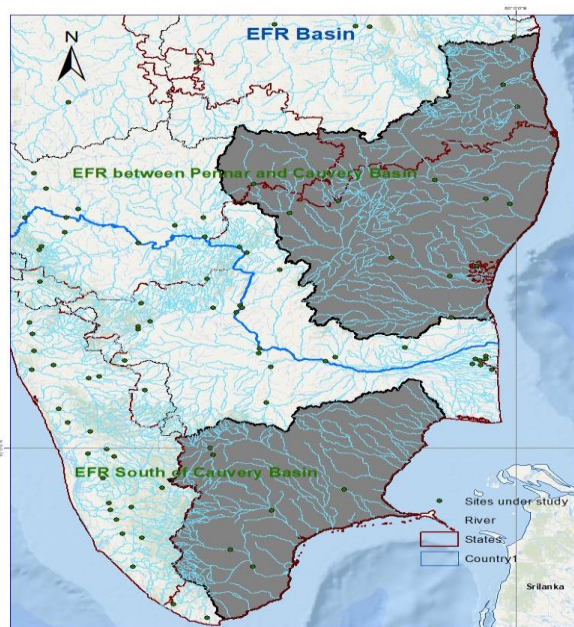 EFR Basin
N
EFR between Pennar and Cauvery Basin
EFR South of Cauvery Basin
Sites under study
River
States
Country1
Srilanka